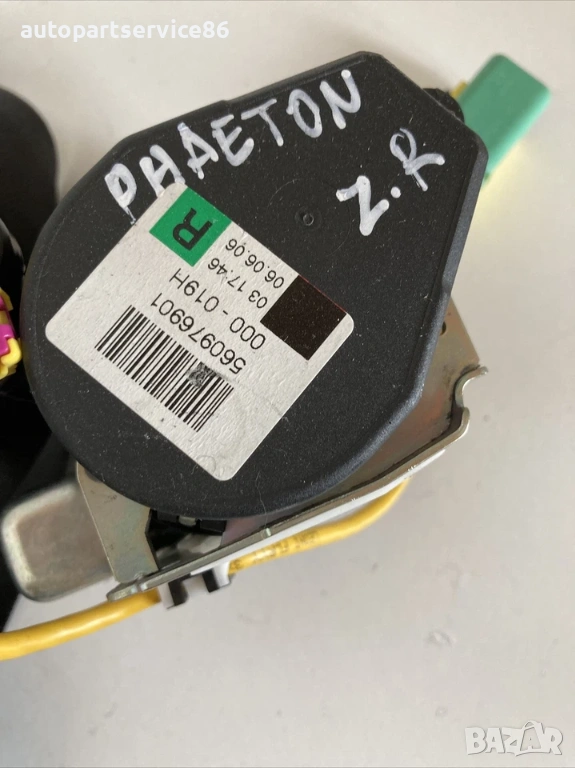 autopartservice86
PHAETON
Z.R
R
03 17:46 06.06.06
000 - 019H
560976901
BAZAR